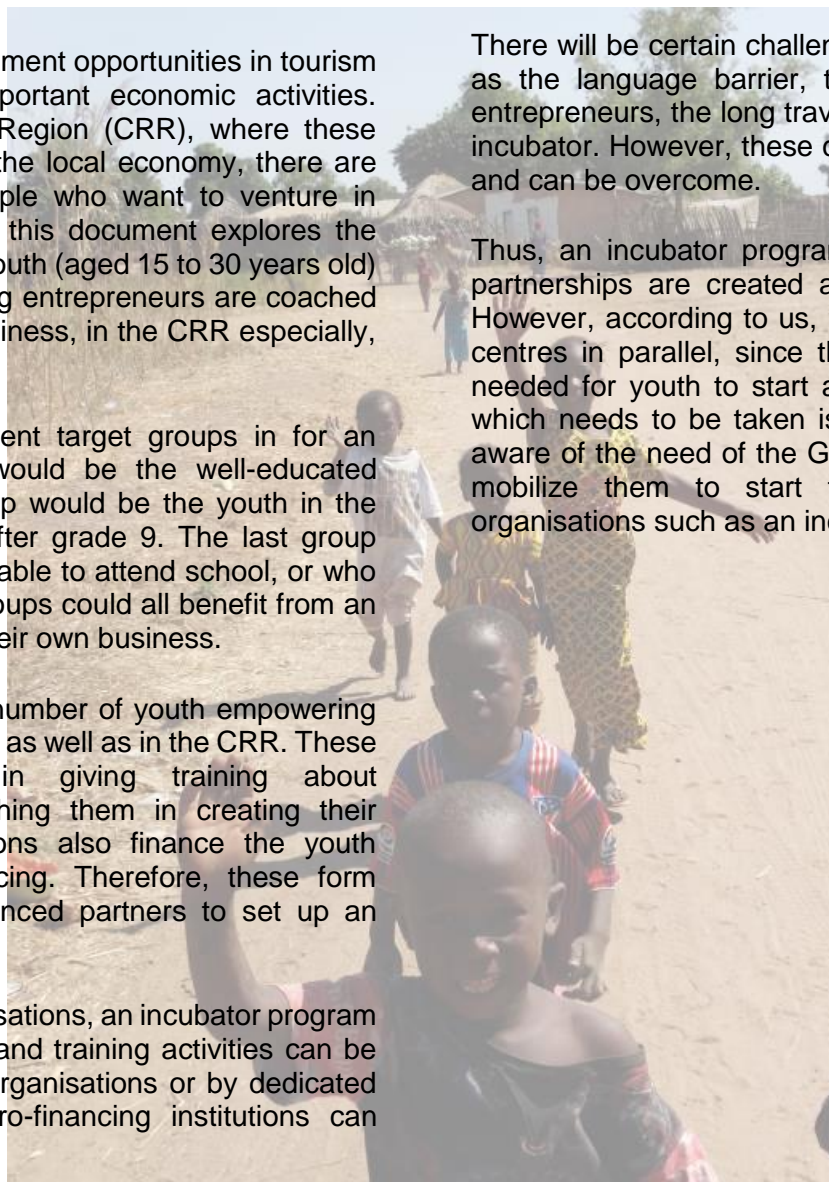 ment opportunities in tourism
portant economic activities.
Region (CRR), where these
the local economy, there are
ple who want to venture in
this document explores the
outh (aged 15 to 30 years old)
g entrepreneurs are coached
iness, in the CRR especially,
ent target groups in for an
would be the well-educated
p would be the youth in the
fter grade 9. The last group
able to attend school, or who
oups could all benefit from an
eir own business.
number of youth empowering
as well as in the CRR. These
in giving training about
hing them in creating their
ons also finance the youth
cing. Therefore, these form
nced partners to set up an
sations, an incubator program
and training activities can be
rganisations or by dedicated
ro-financing institutions can
There will be certain challen
as the language barrier, t
entrepreneurs, the long trav
incubator. However, these c
and can be overcome.
Thus, an incubator progra
partnerships are created a
However, according to us,
centres in parallel, since th
needed for youth to start a
which needs to be taken is
aware of the need of the G
mobilize them to start t
organisations such as an inc